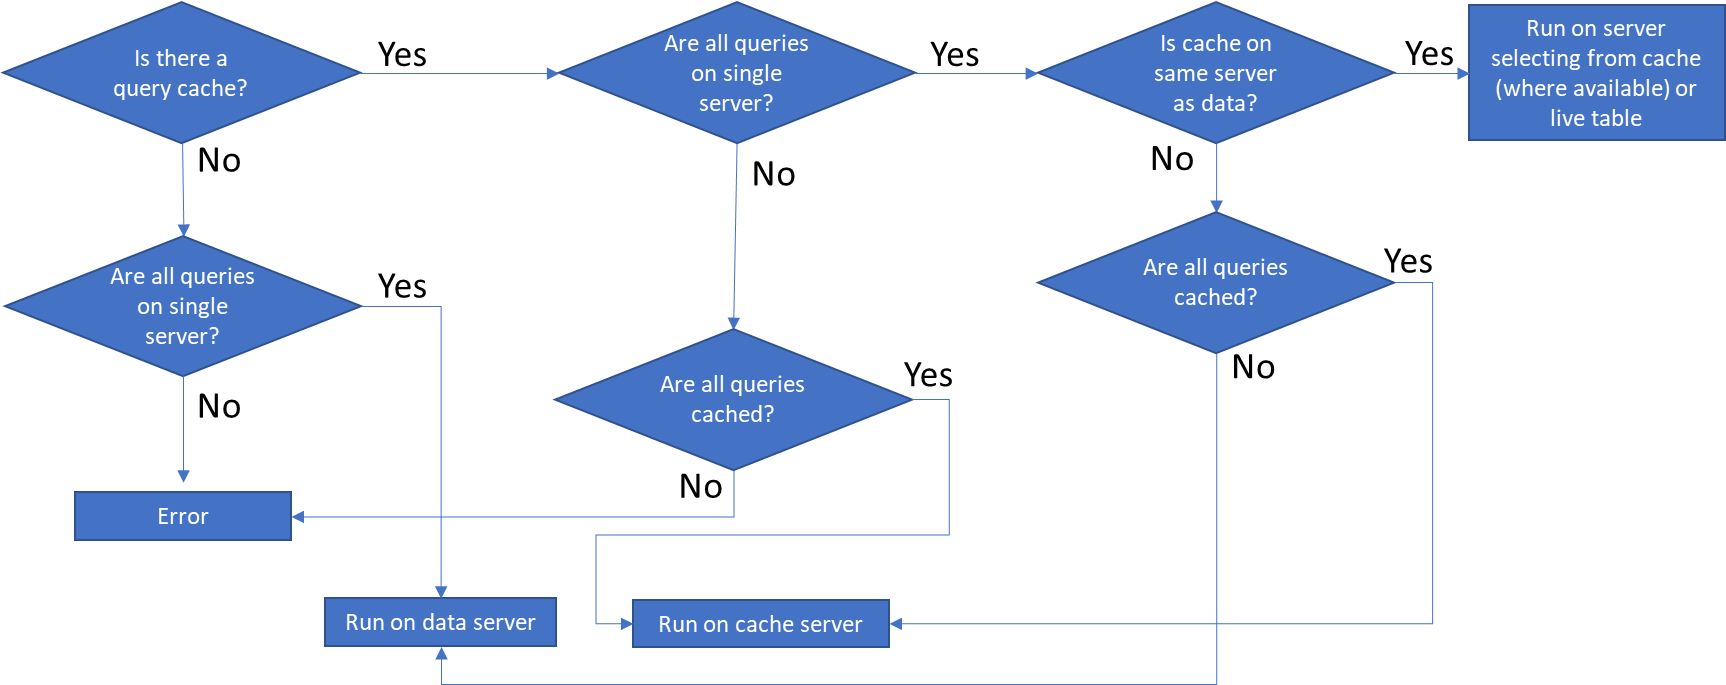 Is there a
query cache?
Yes
Are all queries
on single
server?
Yes
Is cache on
same server
as data?
Yes
Run on server
selecting from cache
(where available) or
live table
No
No
No
Are all queries
on single
server?
Yes
Are all queries
cached?
Yes
Are all queries
cached?
Yes
No
No
No
Error
Run on data server
Run on cache server